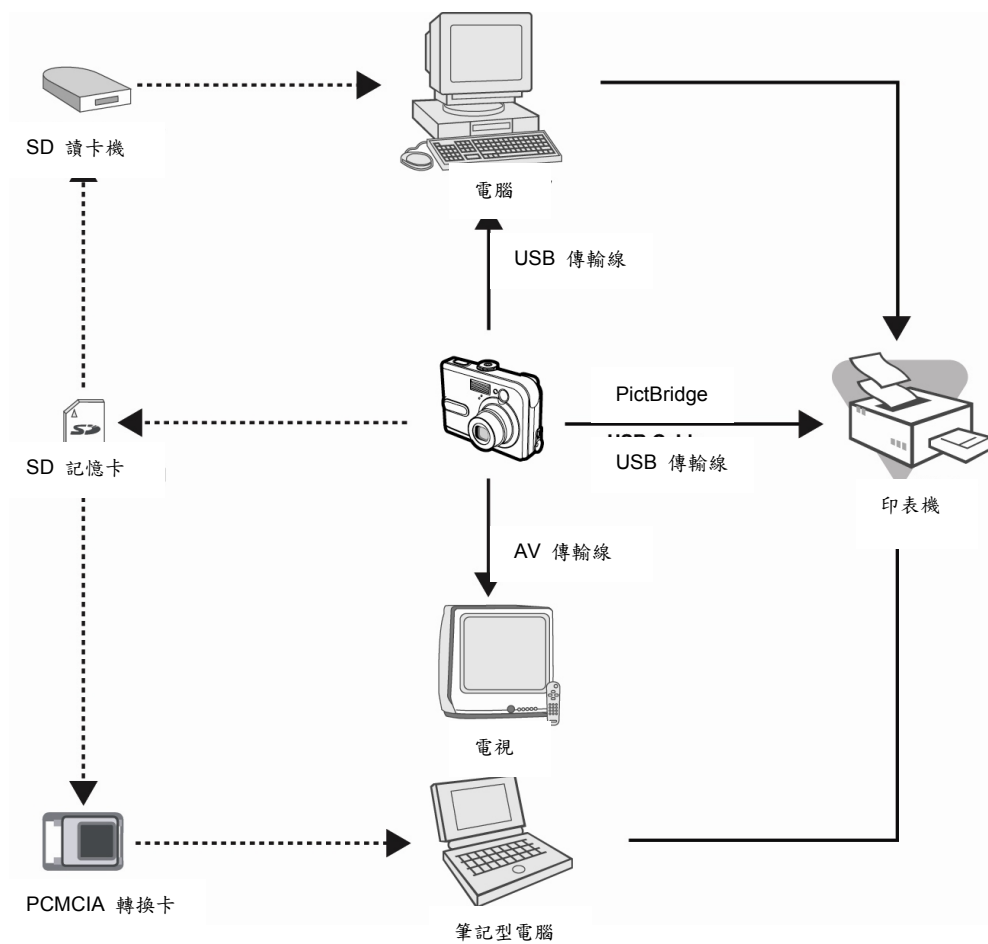 SD 讀卡機
電腦
USB 傳輸線
PictBridge
USB 傳輸線
SD
SD 記憶卡
印表機
AV 傳輸線
電視
PCMCIA 轉換卡
筆記型電腦